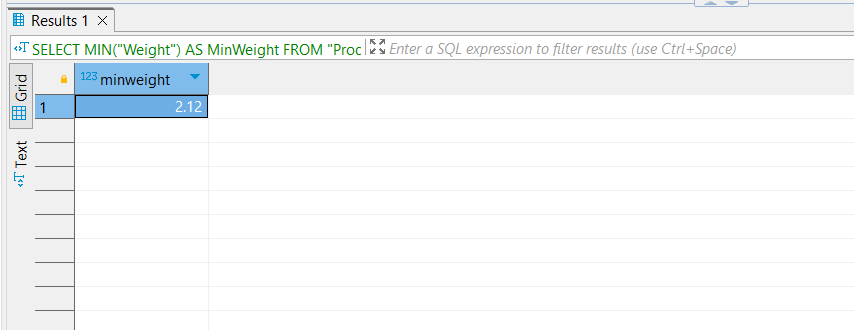 Results 1
SELECT MIN("Weight") AS MinWeight FROM "Proc Enter a SQL expression to filter results (use Ctrl+Space)
Grid
123 minweight
1 2.12
Text